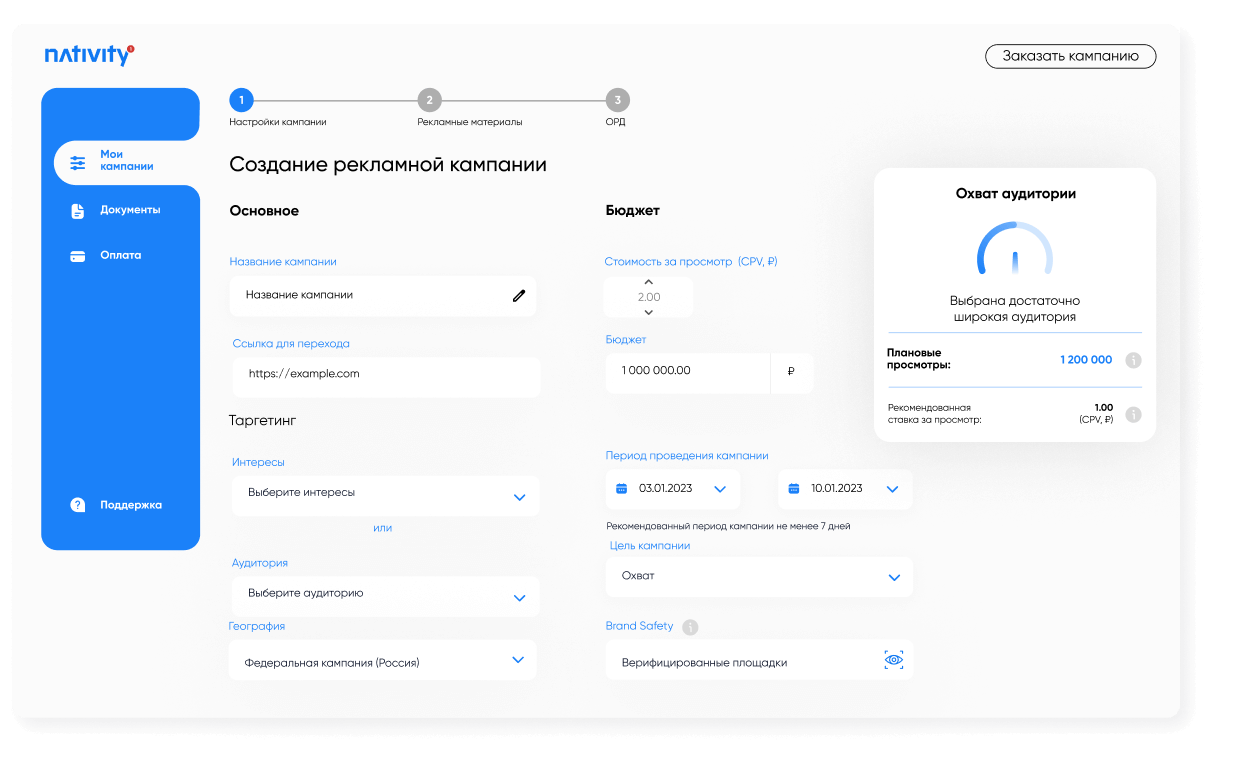 nativity
Заказать кампанию
1
2
3
Настройки кампании
Рекламные материалы
ОРД
Мои
кампании
Документы
Оплата
Поддержка
Создание рекламной кампании
Основное
Название кампании
Название кампании
Ссылка для перехода
https://example.com
Таргетинг
Интересы
Выберите интересы
или
Аудитория
Выберите аудиторию
География
Федеральная кампания (Россия)
Бюджет
Стоимость за просмотр (CPV, ₽)
2.00
Бюджет
1 000 000.00
₽
Период проведения кампании
03.01.2023
10.01.2023
Рекомендованный период кампании не менее 7 дней
Цель кампании
Охват
Brand Safety
Верифицированные площадки
Охват аудитории
Выбрана достаточно
широкая аудитория
Плановые
просмотры:
1 200 000
Рекомендованная
ставка за просмотр:
1.00
(CPV, ₽)